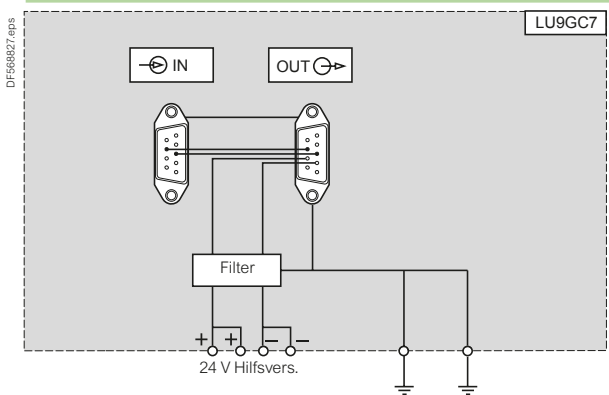 DF568827.eps
LU9GC7
IN
OUT
Filter
+ + – –
24 V Hilfsvers.